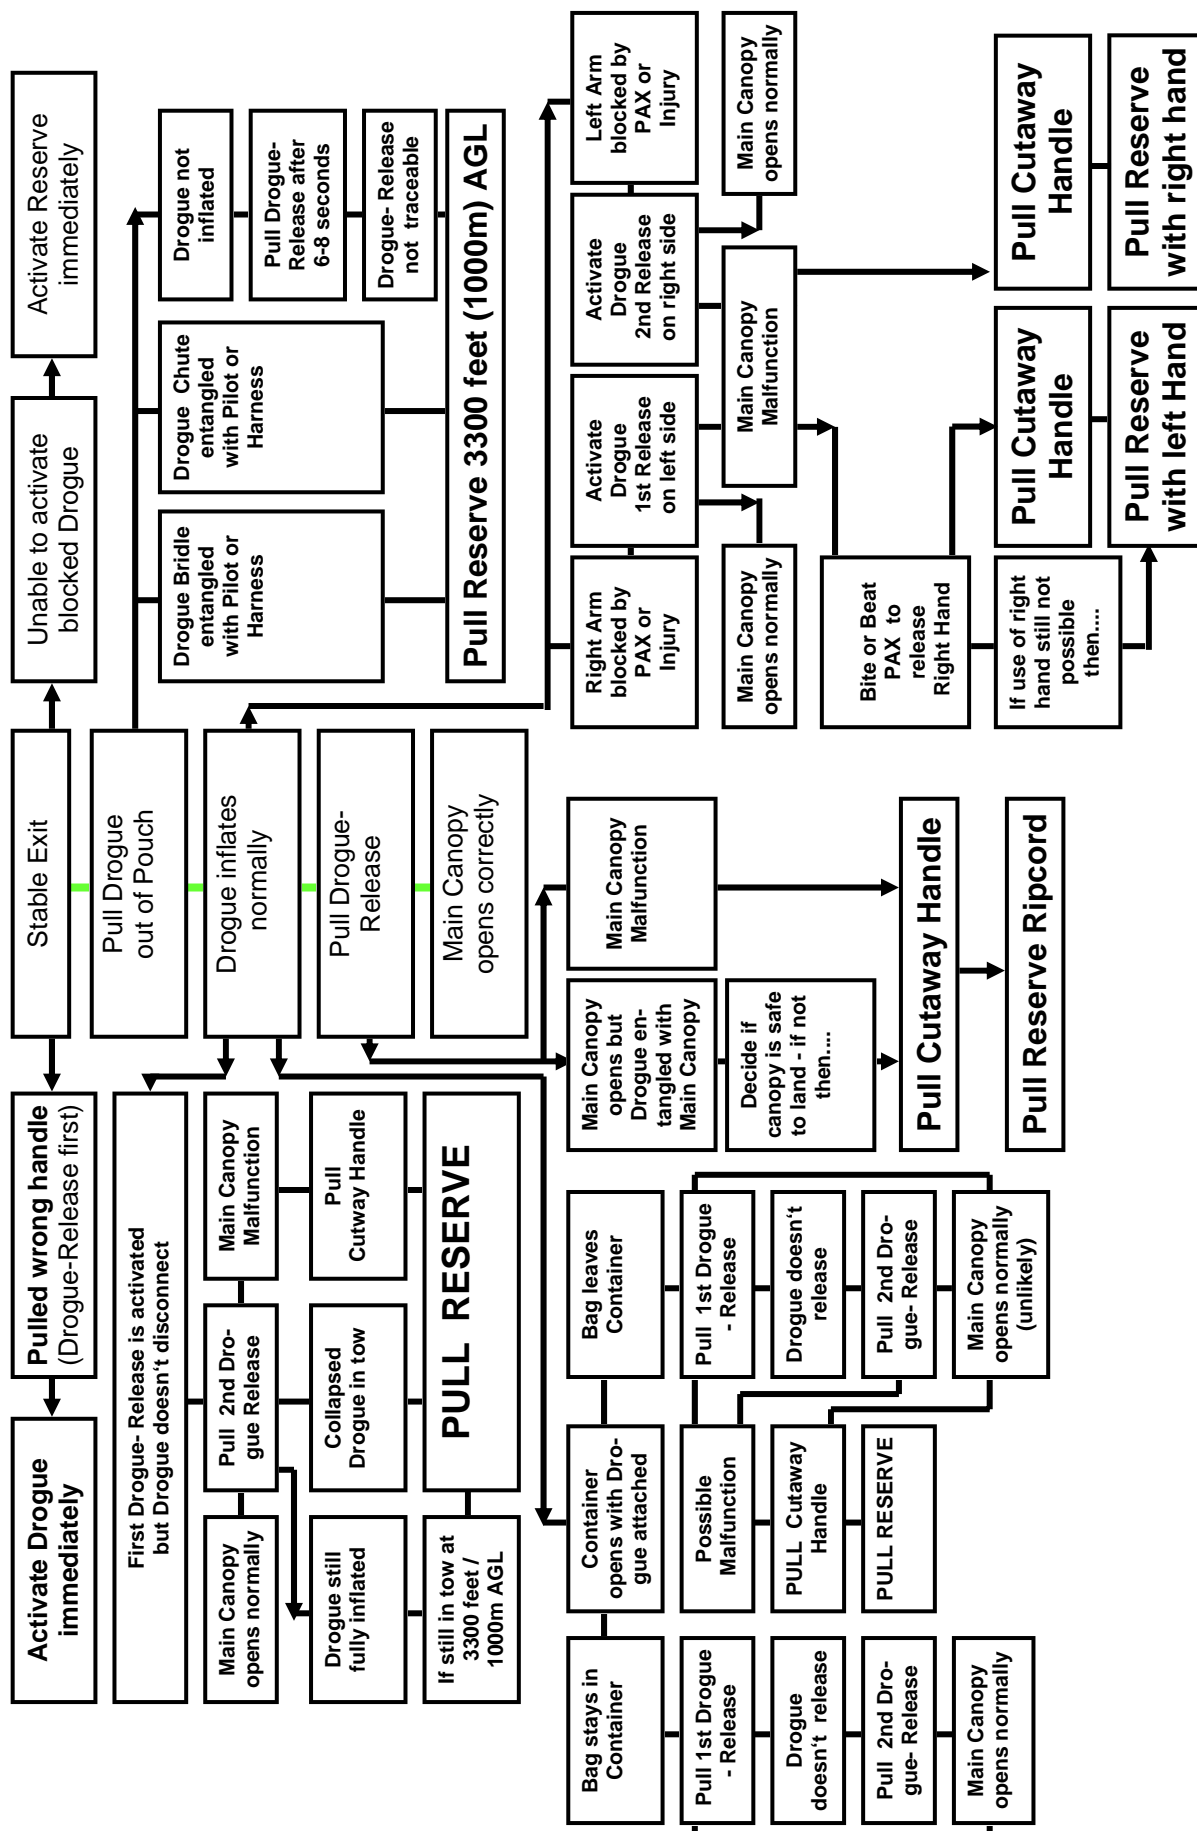 Activate Drogue
immediately
Pulled wrong handle
(Drogue-Release first)
Stable Exit
Unable to activate
blocked Drogue
Activate Reserve
immediately
First Drogue- Release is activated
but Drogue doesn‘t disconnect
Pull Drogue
out of Pouch
Drogue Bridle
entangled
with Pilot or
Harness
Drogue Chute
entangled
with Pilot or
Harness
Drogue not
inflated
Pull Drogue-
Release after
6-8 seconds
Drogue- Release
not traceable
Pull Reserve 3300 feet (1000m) AGL
Main Canopy
opens normally
Pull 2nd Dro-
gue Release
Main Canopy
Malfunction
Drogue inflates
normally
Drogue still
fully inflated
Collapsed
Drogue in tow
Pull
Cutway Handle
Pull Drogue-
Release
If still in tow at
3300 feet /
1000m AGL
PULL RESERVE
Main Canopy
opens correctly
Bag stays in
Container
Container
opens with Dro-
gue attached
Bag leaves
Container
Main Canopy
opens but
Drogue en-
tangled with
Main Canopy
Main Canopy
Malfunction
Right Arm
blocked by
PAX or
Injury
Activate
Drogue
1st Release
on left side
Activate
Drogue
2nd Release
on right side
Left Arm
blocked by
PAX or
Injury
Pull 1st Drogue
- Release
Possible
Malfunction
Pull 1st Drogue
- Release
Decide if
canopy is safe
to land - if not
then....
Main Canopy
opens normally
Main Canopy
Malfunction
Main Canopy
opens normally
Drogue
doesn‘t release
PULL Cutaway
Handle
Drogue doesn‘t
release
Bite or Beat
PAX to
release
Right Hand
Pull 2nd Dro-
gue- Release
PULL RESERVE
Pull 2nd Dro-
gue- Release
Pull Cutaway Handle
Main Canopy
opens normally
Main Canopy
opens normally
(unlikely)
Pull Reserve Ripcord
If use of right
hand still not
possible
then....
Pull Cutaway
Handle
Pull Cutaway
Handle
Pull Reserve
with left Hand
Pull Reserve
with right hand